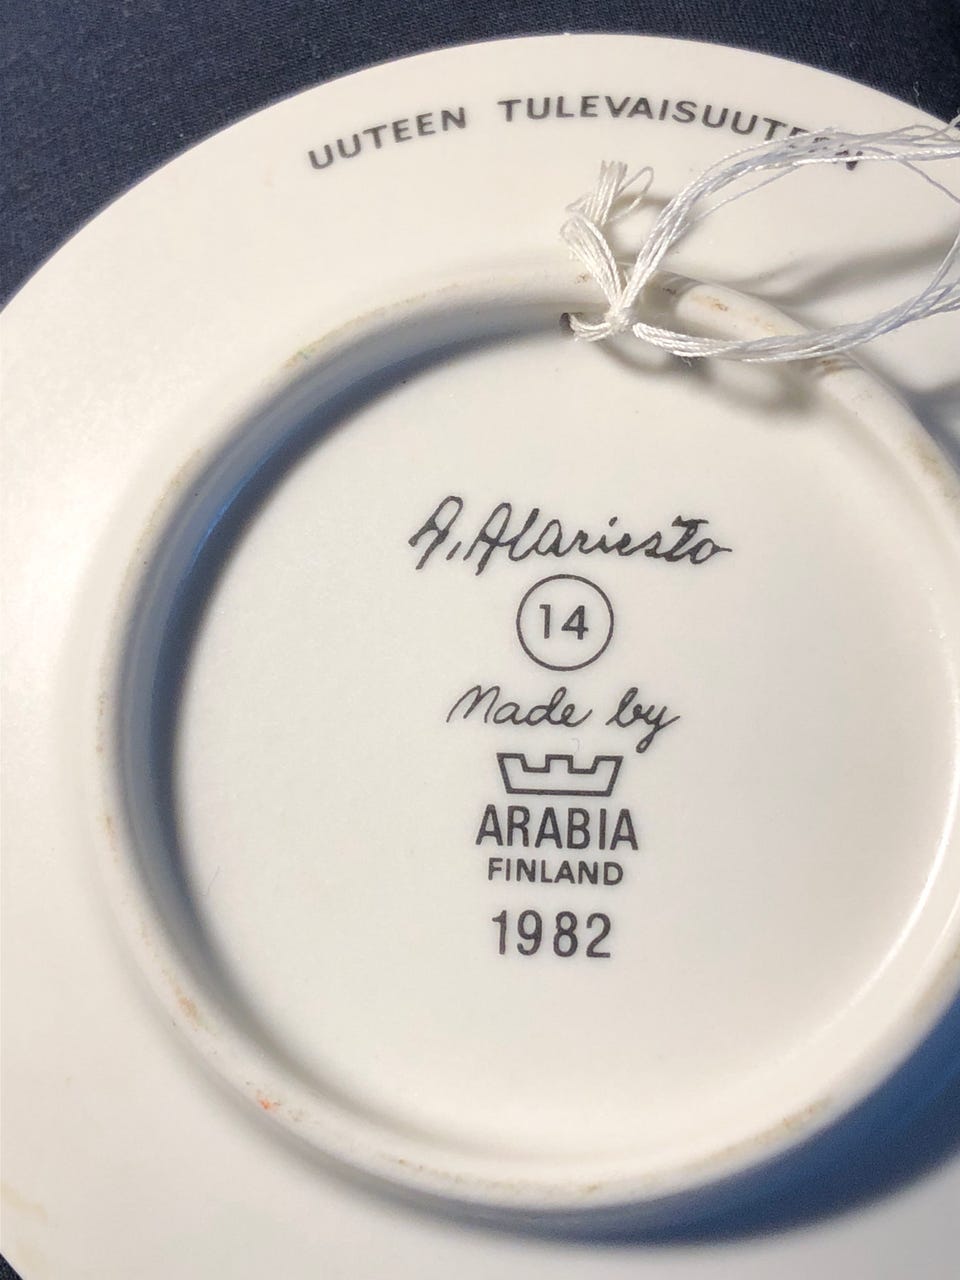 UUTEEN TULEVAISUUTEEN
A. Alariesto
14
Made by
ARABIA
FINLAND
1982